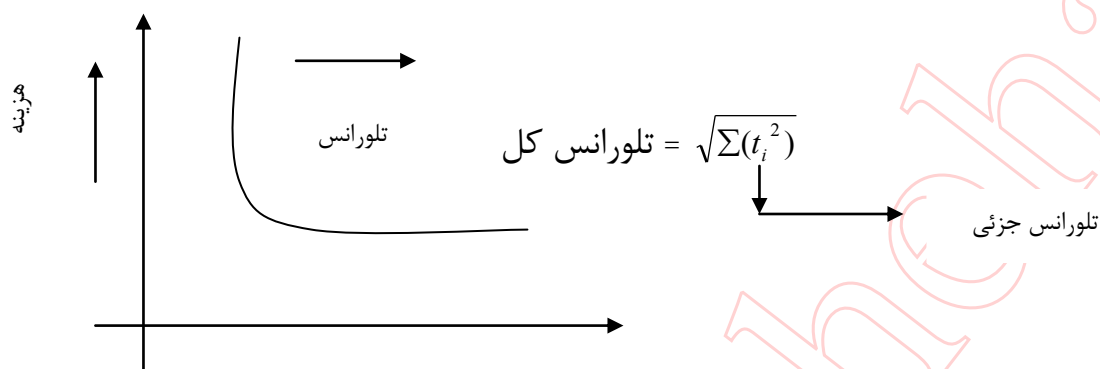 هزینه
تلورانس
تلورانس کل = √Σ(tᵢ²)
تلورانس جزئی